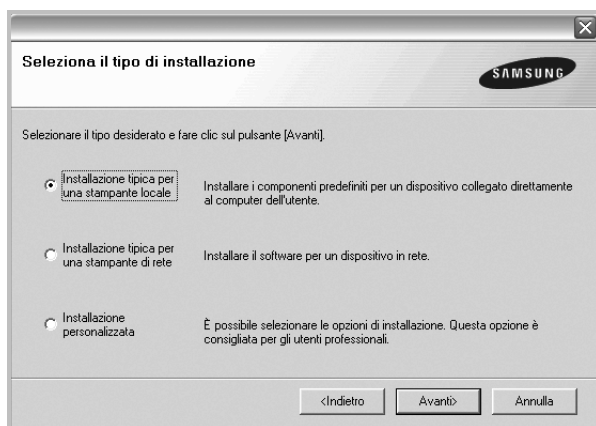 Seleziona il tipo di installazione
SAMSUNG
Selezionare il tipo desiderato e fare clic sul pulsante [Avanti].
Installazione tipica per
una stampante locale
Installare i componenti predefiniti per un dispositivo collegato direttamente
al computer dell'utente.
Installazione tipica per
una stampante di rete
Installare il software per un dispositivo in rete.
Installazione
personalizzata
È possibile selezionare le opzioni di installazione. Questa opzione è
consigliata per gli utenti professionali.
<Indietro
Avanti>
Annulla